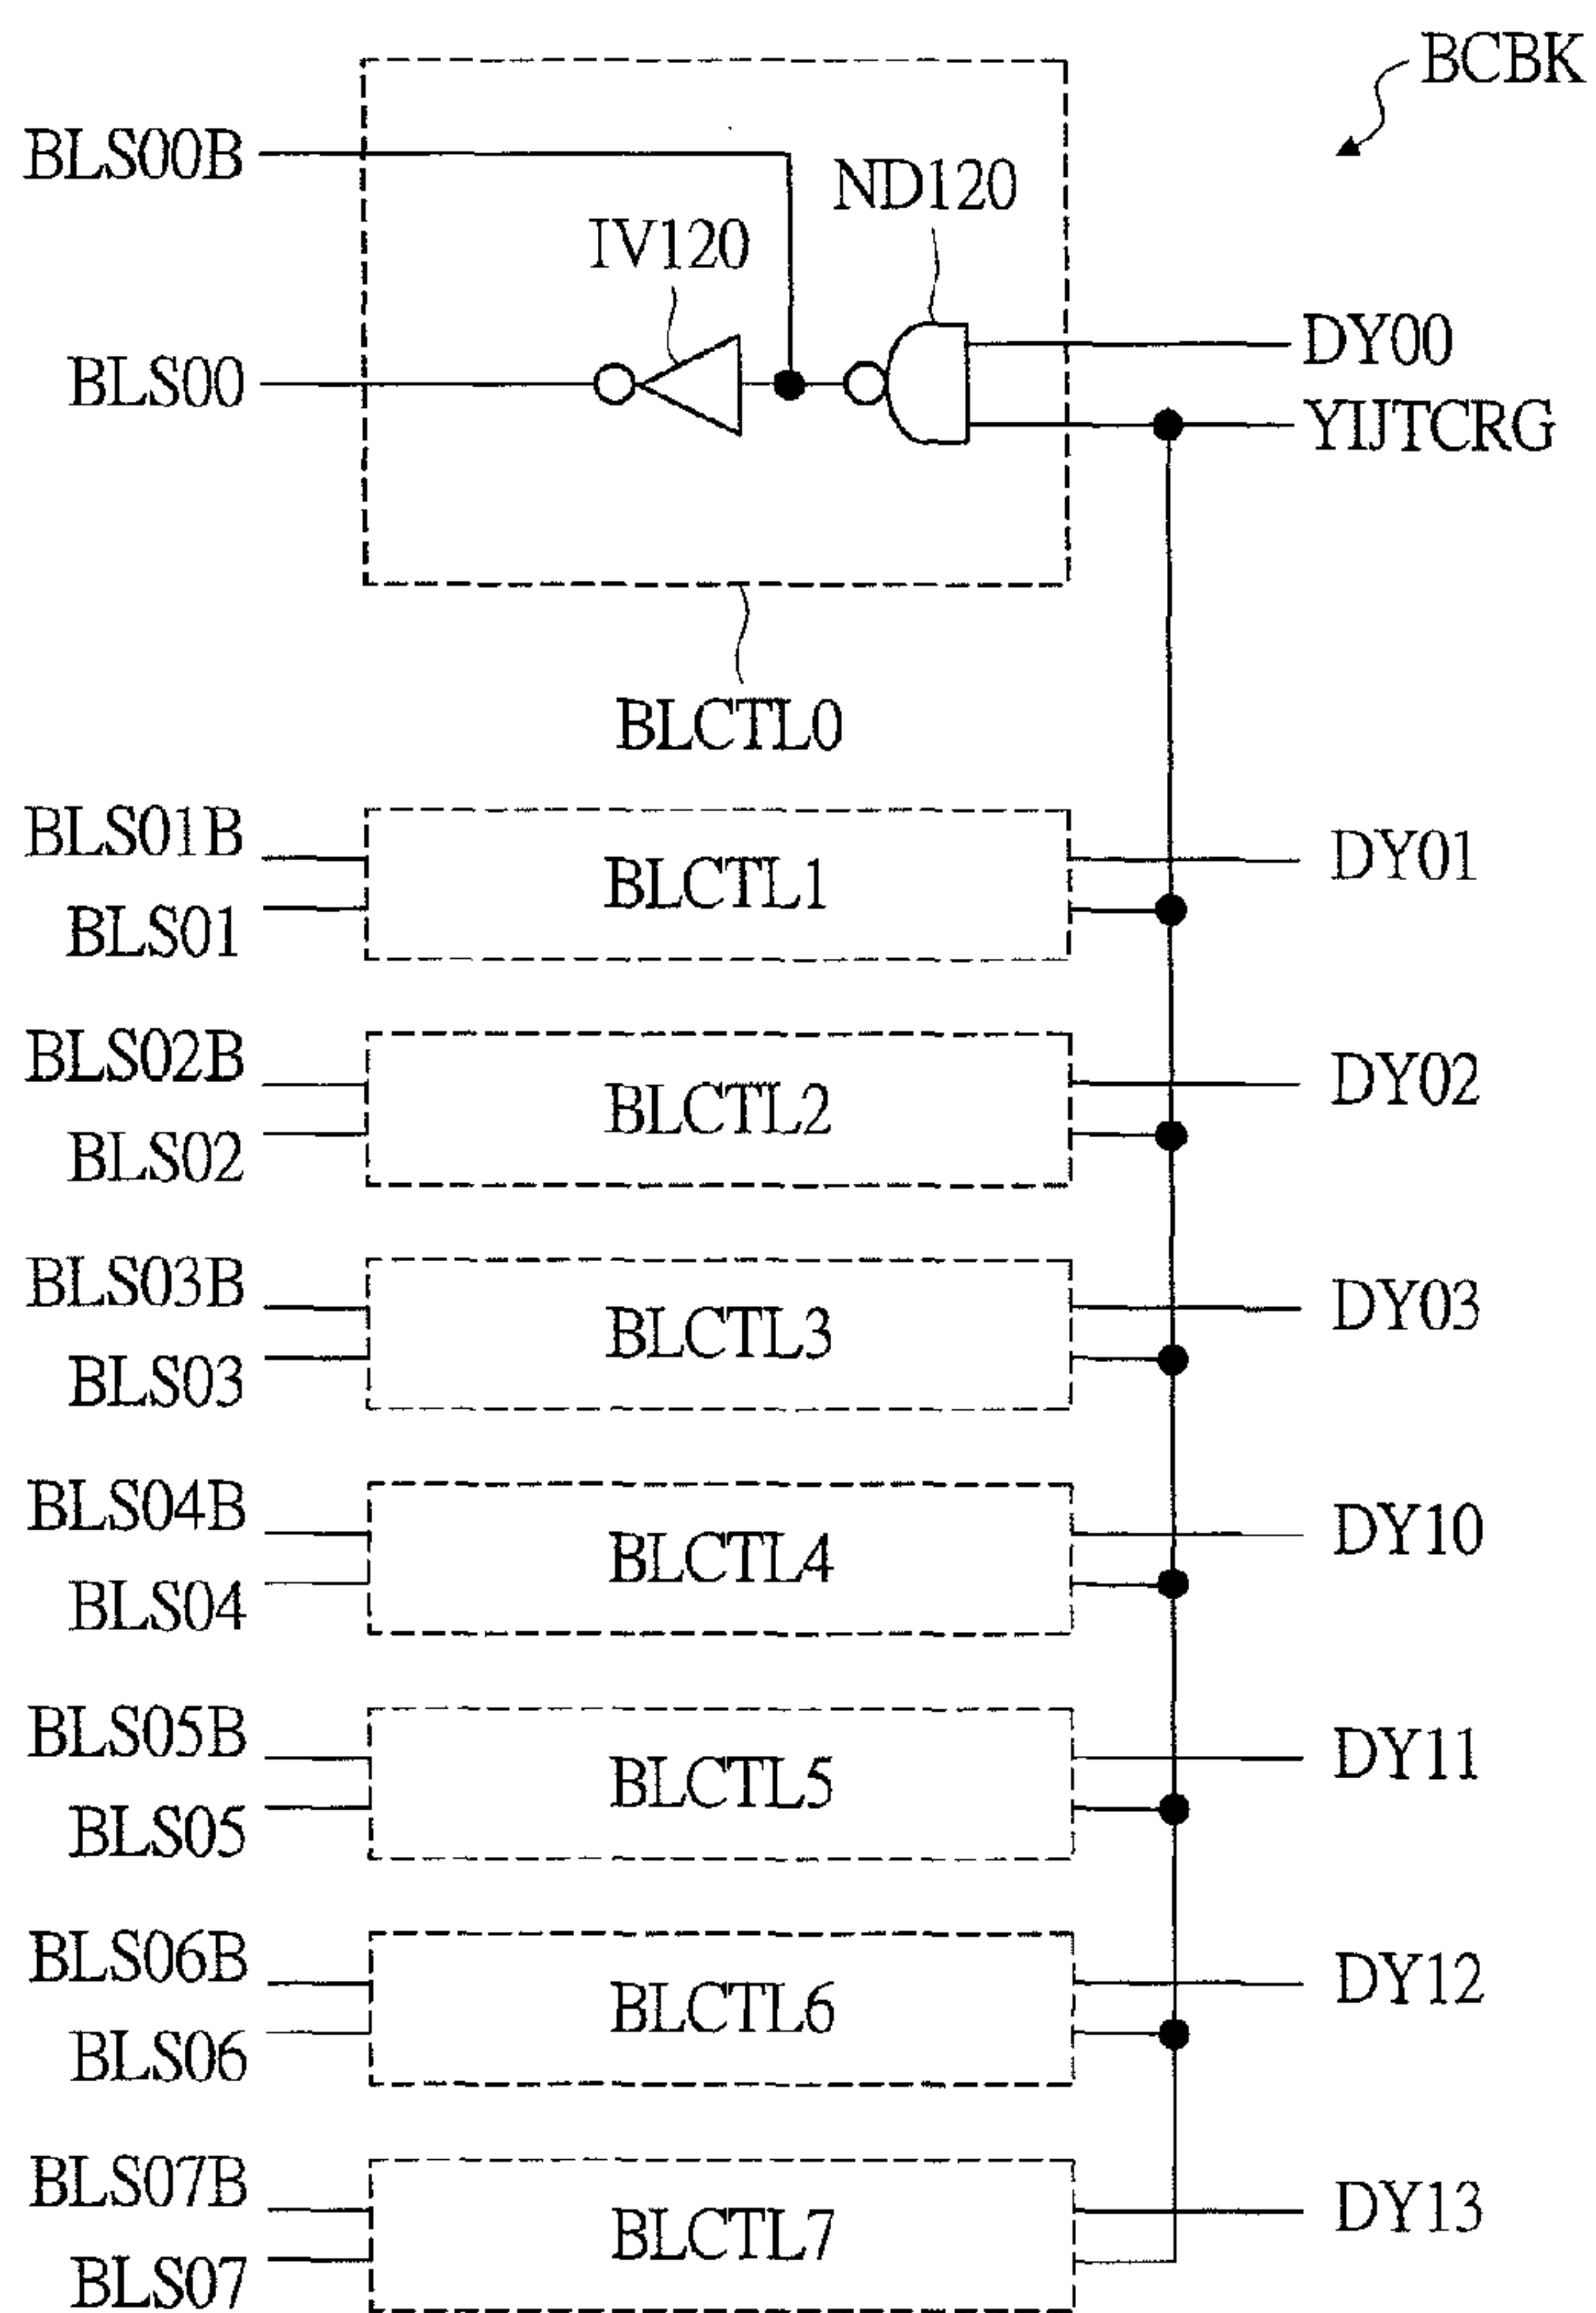 BCBK
BLS00B
ND120
IV120
DY00
BLS00
YIJTCRG
BLCTL0
BLS01B
BLCTL1
DY01
BLS01
BLS02B
BLCTL2
DY02
BLS02
BLS03B
BLCTL3
DY03
BLS03
BLS04B
BLCTL4
DY10
BLS04
BLS05B
BLCTL5
DY11
BLS05
BLS06B
BLCTL6
DY12
BLS06
BLS07B
BLCTL7
DY13
BLS07